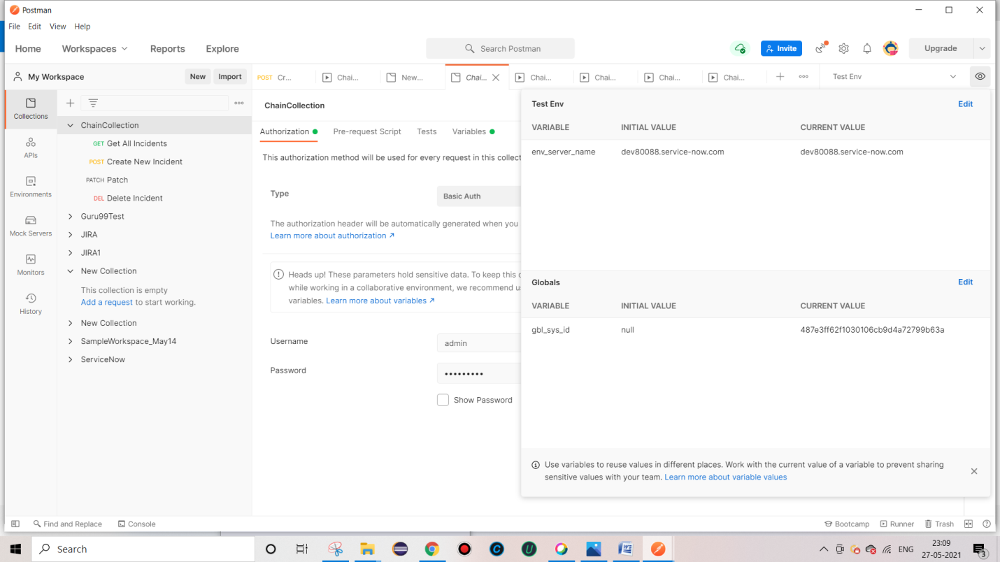 Postman
File Edit View Help
Home Workspaces Reports Explore Search Postman Invite Upgrade
My Workspace New Import POST Cr... Chai... New... Chai... Chai... Chai... Chai... Chai... Test Env
Collections
APIs
Environments
Mock Servers
Monitors
History
ChainCollection
GET Get All Incidents
POST Create New Incident
PATCH Patch
DEL Delete Incident
Guru99Test
JIRA
JIRA1
New Collection
This collection is empty
Add a request to start working.
New Collection
SampleWorkspace_May14
ServiceNow
ChainCollection
Authorization Pre-request Script Tests Variables
This authorization method will be used for every request in this collect
Type Basic Auth
The authorization header will be automatically generated when you
Learn more about authorization ↗
Heads up! These parameters hold sensitive data. To keep this
while working in a collaborative environment, we recommend
variables. Learn more about variables ↗
Username admin
Password •••••••••
Show Password
Test Env Edit
VARIABLE INITIAL VALUE CURRENT VALUE
env_server_name dev80088.service-now.com dev80088.service-now.com
Globals Edit
VARIABLE INITIAL VALUE CURRENT VALUE
gbl_sys_id null 487e3ff62f1030106cb9d4a72799b63a
Use variables to reuse values in different places. Work with the current value of a variable to prevent sharing
sensitive values with your team. Learn more about variable values
Find and Replace Console Bootcamp Runner Trash
Search ENG 23:09
27-05-2021 3